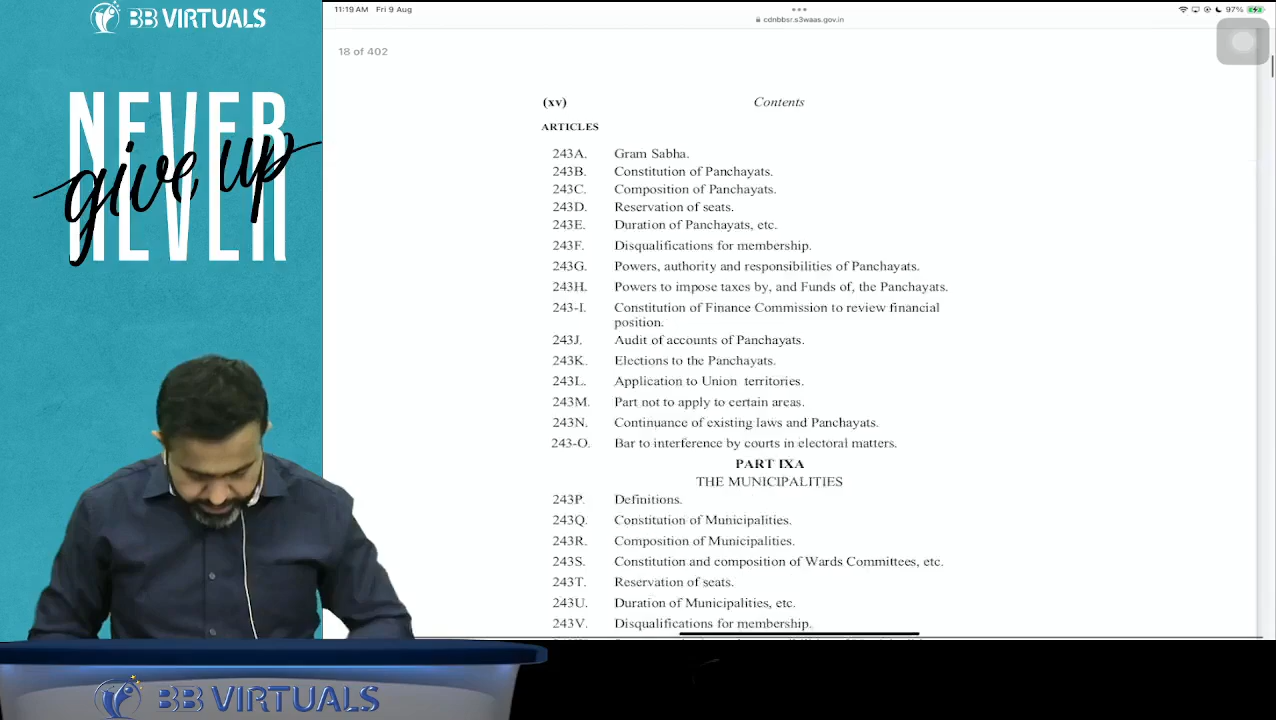 BB VIRTUALS
NEVER
give up
NEVER
11:19 AM Fri 9 Aug
97%
cdnbbsr.s3waas.gov.in
18 of 402
(xv) Contents
ARTICLES
243A. Gram Sabha.
243B. Constitution of Panchayats.
243C. Composition of Panchayats.
243D. Reservation of seats.
243E. Duration of Panchayats, etc.
243F. Disqualifications for membership.
243G. Powers, authority and responsibilities of Panchayats.
243H. Powers to impose taxes by, and Funds of, the Panchayats.
243-I. Constitution of Finance Commission to review financial
position.
243J. Audit of accounts of Panchayats.
243K. Elections to the Panchayats.
243L. Application to Union territories.
243M. Part not to apply to certain areas.
243N. Continuance of existing laws and Panchayats.
243-O. Bar to interference by courts in electoral matters.
PART IXA
THE MUNICIPALITIES
243P. Definitions.
243Q. Constitution of Municipalities.
243R. Composition of Municipalities.
243S. Constitution and composition of Wards Committees, etc.
243T. Reservation of seats.
243U. Duration of Municipalities, etc.
243V. Disqualifications for membership.
BB VIRTUALS